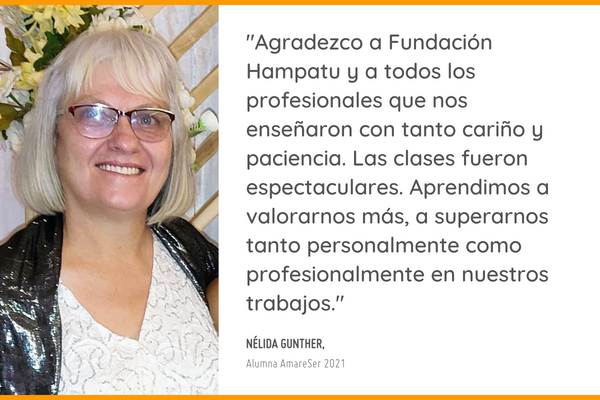 "Agradezco a Fundación
Hampatu y a todos los
profesionales que nos
enseñaron con tanto cariño y
paciencia. Las clases fueron
espectaculares. Aprendimos a
valorarnos más, a superarnos
tanto personalmente como
profesionalmente en nuestros
trabajos."
NÉLIDA GUNTHER,
Alumna AmareSer 2021